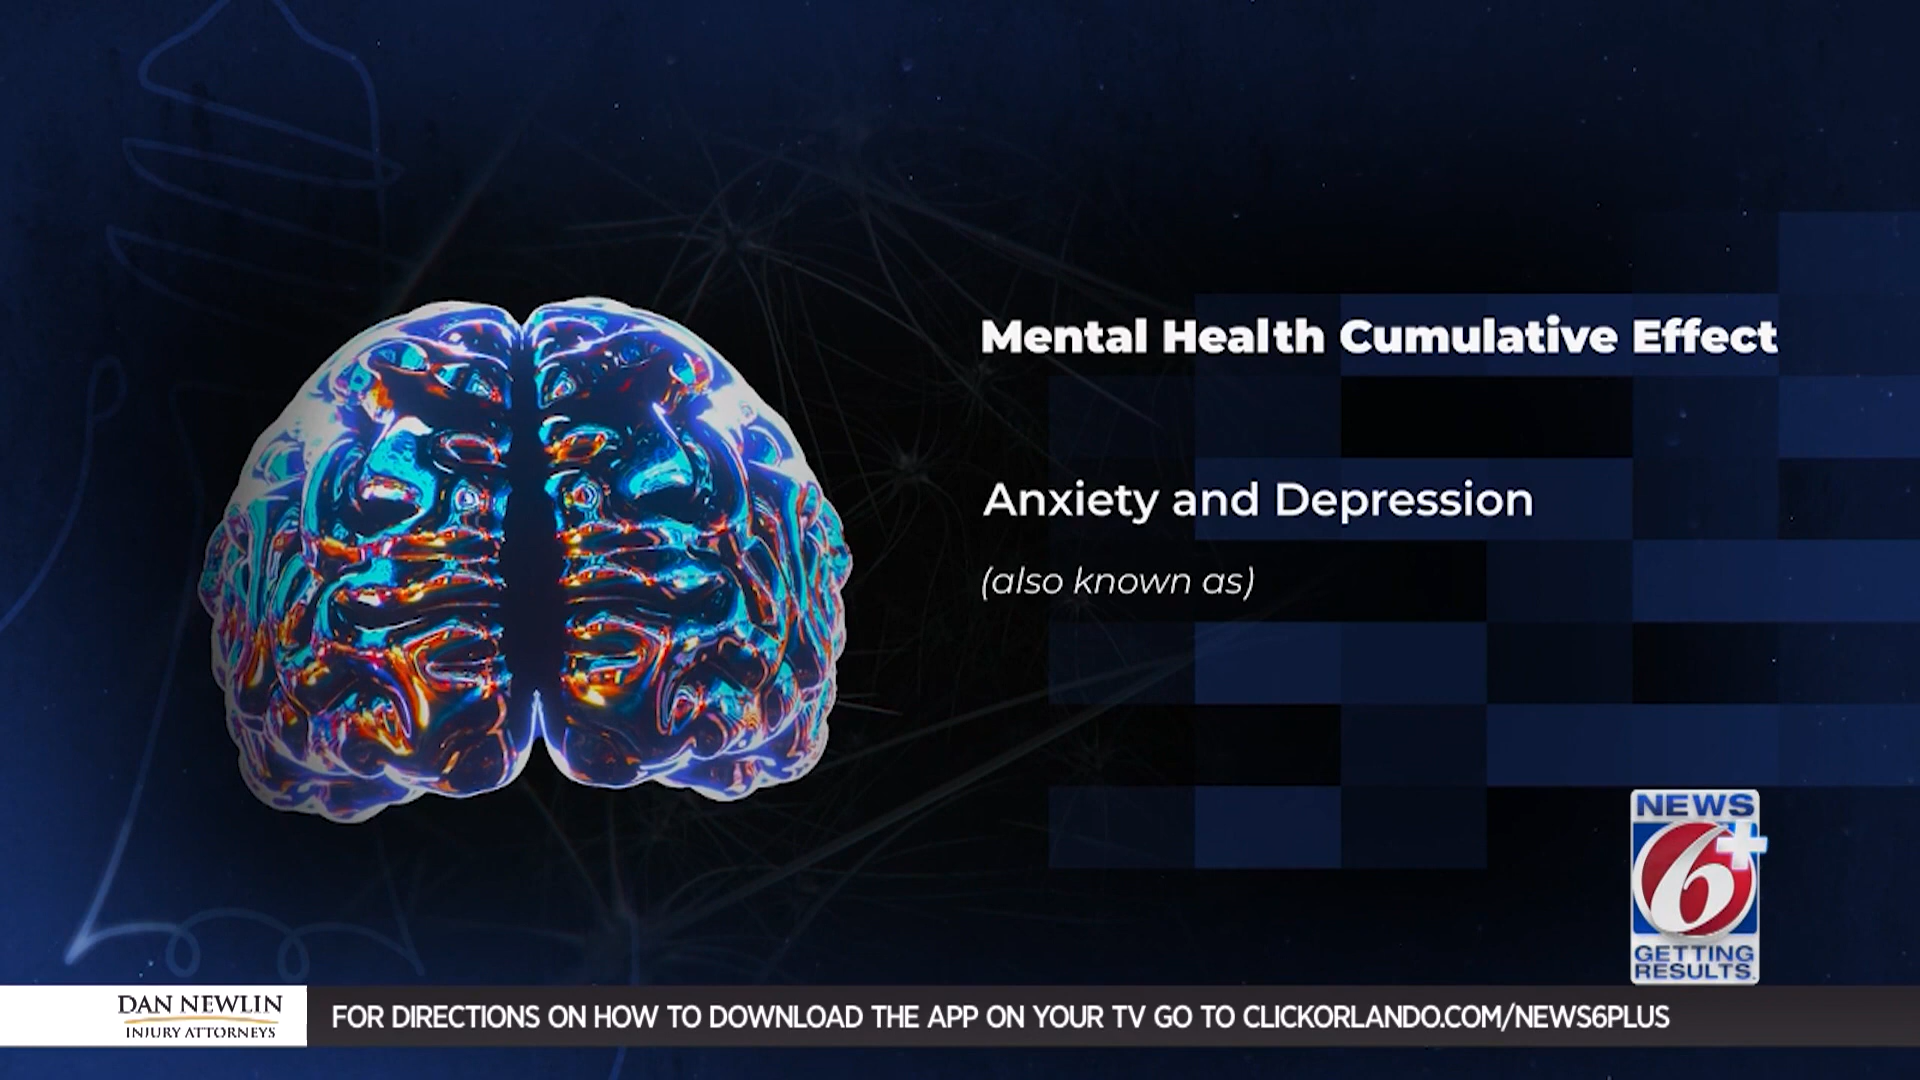 Mental Health Cumulative Effect
Anxiety and Depression
(also known as)
NEWS
6+
GETTING
RESULTS.
DAN NEWLIN
INJURY ATTORNEYS
FOR DIRECTIONS ON HOW TO DOWNLOAD THE APP ON YOUR TV GO TO CLICKORLANDO.COM/NEWS6PLUS